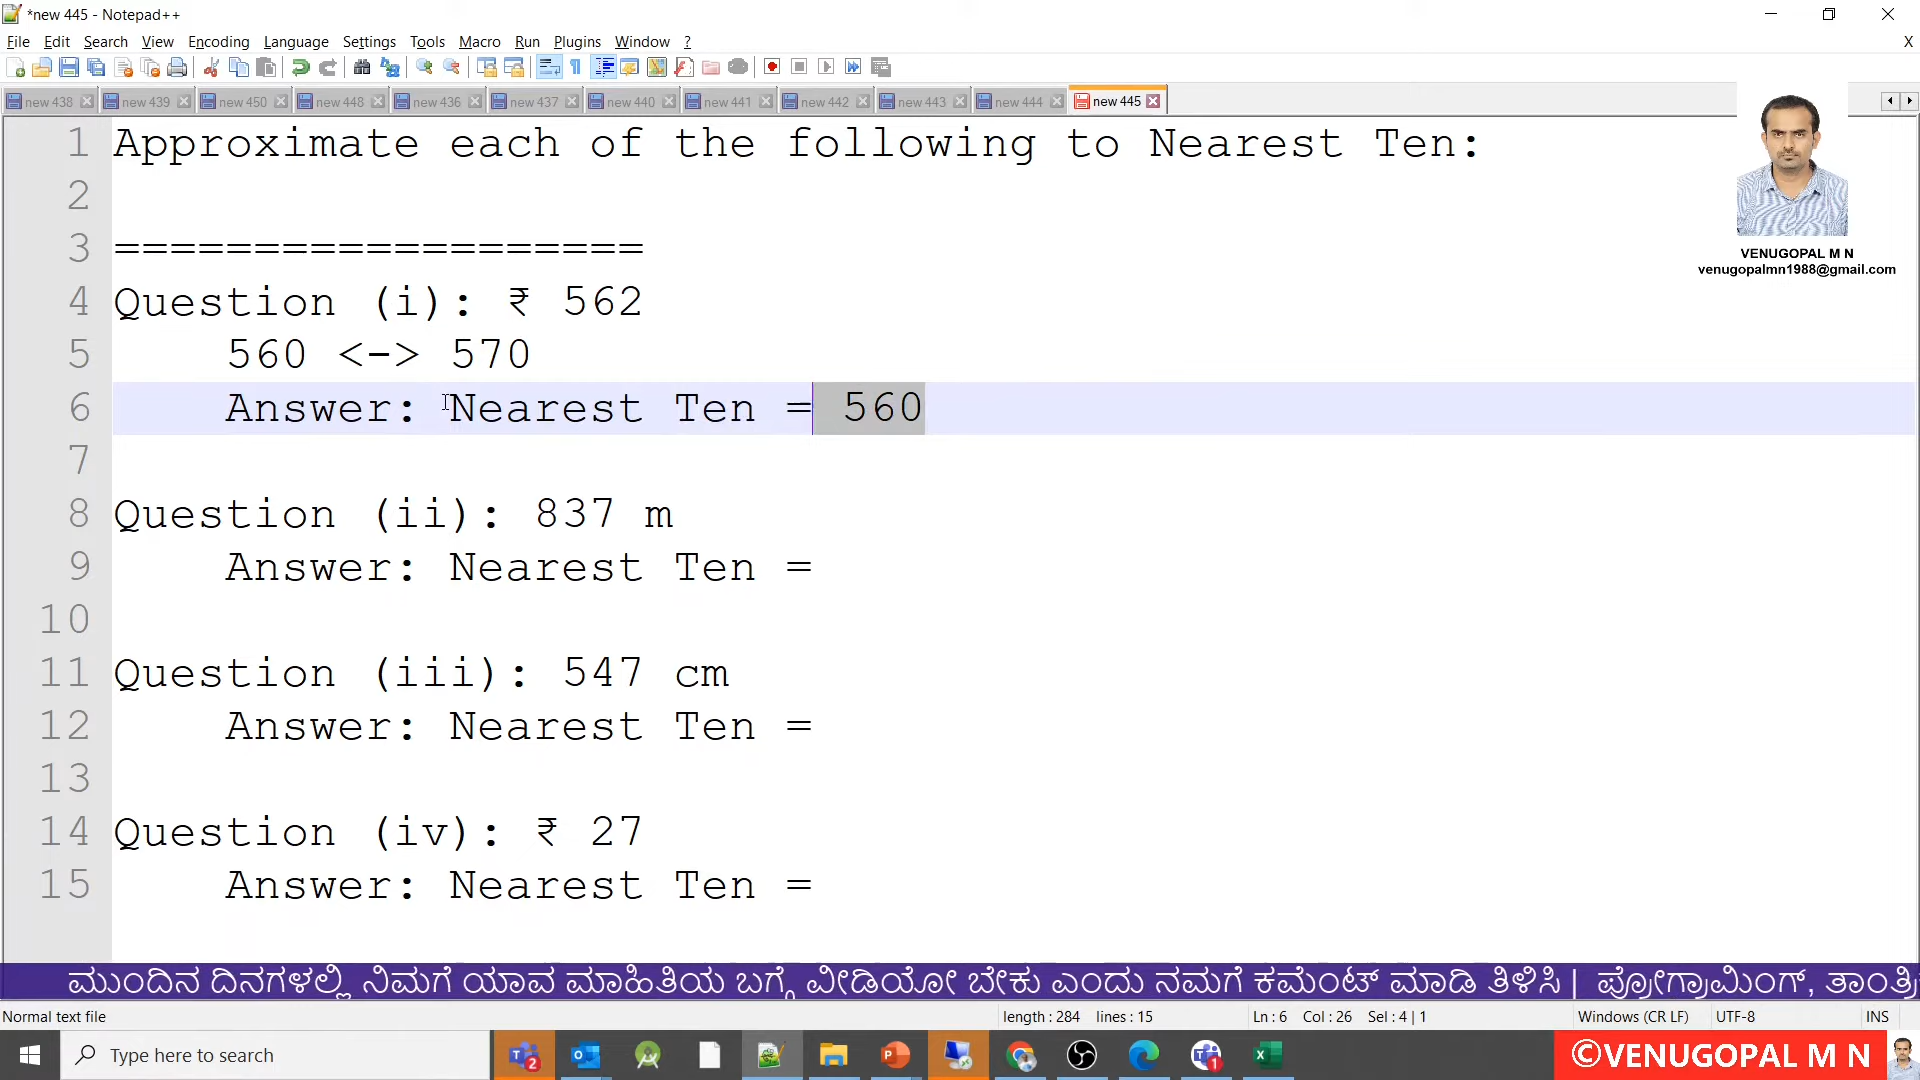 *new 445 - Notepad++
File Edit Search View Encoding Language Settings Tools Macro Run Plugins Window ? X
new 438 new 439 new 450 new 448 new 436 new 437 new 440 new 441 new 442 new 443 new 444 new 445
1 Approximate each of the following to Nearest Ten:
2
3 ===================
4 Question (i): ₹ 562
5 560 <-> 570
6 Answer: Nearest Ten = 560
7
8 Question (ii): 837 m
9 Answer: Nearest Ten =
10
11 Question (iii): 547 cm
12 Answer: Nearest Ten =
13
14 Question (iv): ₹ 27
15 Answer: Nearest Ten =
VENUGOPAL M N
venugopalmn1988@gmail.com
ಮುಂದಿನ ದಿನಗಳಲ್ಲಿ ನಿಮಗೆ ಯಾವ ಮಾಹಿತಿಯ ಬಗ್ಗೆ ವೀಡಿಯೋ ಬೇಕು ಎಂದು ನಮಗೆ ಕಮೆಂಟ್ ಮಾಡಿ ತಿಳಿಸಿ | ಪ್ರೋಗ್ರಾಮಿಂಗ್,
Normal text file length : 284 lines : 15 Ln : 6 Col : 26 Sel : 4 | 1 Windows (CR LF) UTF-8 INS
Type here to search
©VENUGOPAL M N